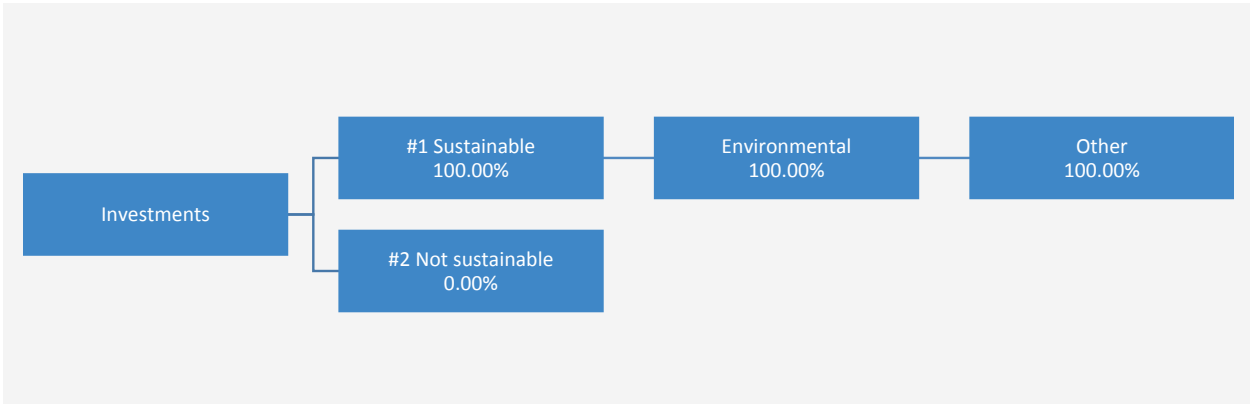 Investments
#1 Sustainable
100.00%
Environmental
100.00%
Other
100.00%
#2 Not sustainable
0.00%